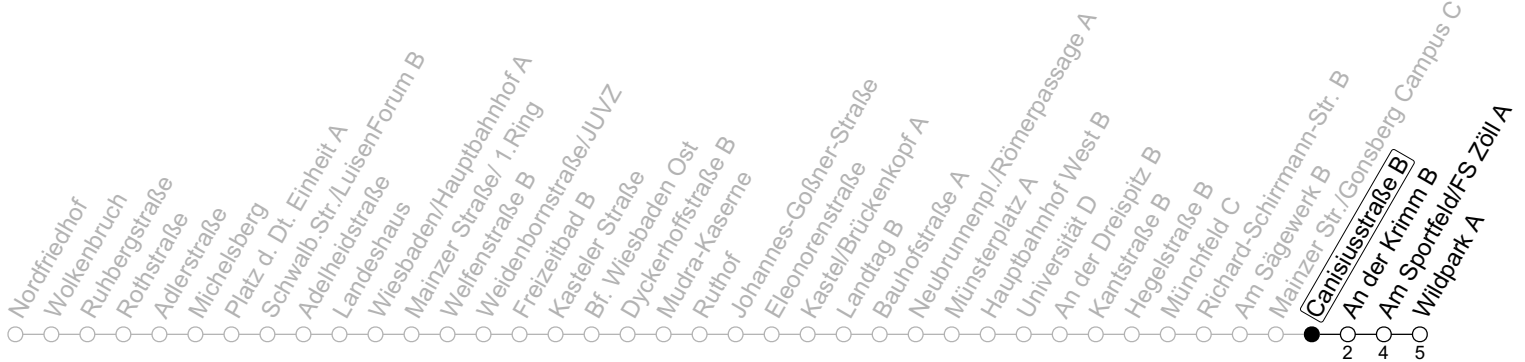 Nordfriedhof
Wolkenbruch
Ruhbergstraße
Rothstraße
Adlerstraße
Michelsberg
Platz d. Dt. Einheit A
Schwalb.Str./LuisenForum B
Adelheidstraße
Landeshaus
Wiesbaden/Hauptbahnhof A
Mainzer Straße/ 1.Ring
Welfenstraße B
Weidenbornstraße/JUVZ
Freizeitbad B
Kasteler Straße
Bf. Wiesbaden Ost
Dyckerhoffstraße B
Mudra-Kaserne
Ruthof
Johannes-Goßner-Straße
Eleonorenstraße
Kastel/Brückenkopf A
Landtag B
Bauhofstraße A
Neubrunnenpl./Römerpassage A
Münsterplatz A
Hauptbahnhof West B
Universität D
An der Dreispitz B
Kantstraße B
Hegelstraße B
Münchfeld C
Richard-Schirrmann-Str. B
Am Sägewerk B
Mainzer Str./Gonsberg Campus C
Canisiusstraße B
An der Krimm B
Am Sportfeld/FS Zöll A
Wildpark A
2 4 5